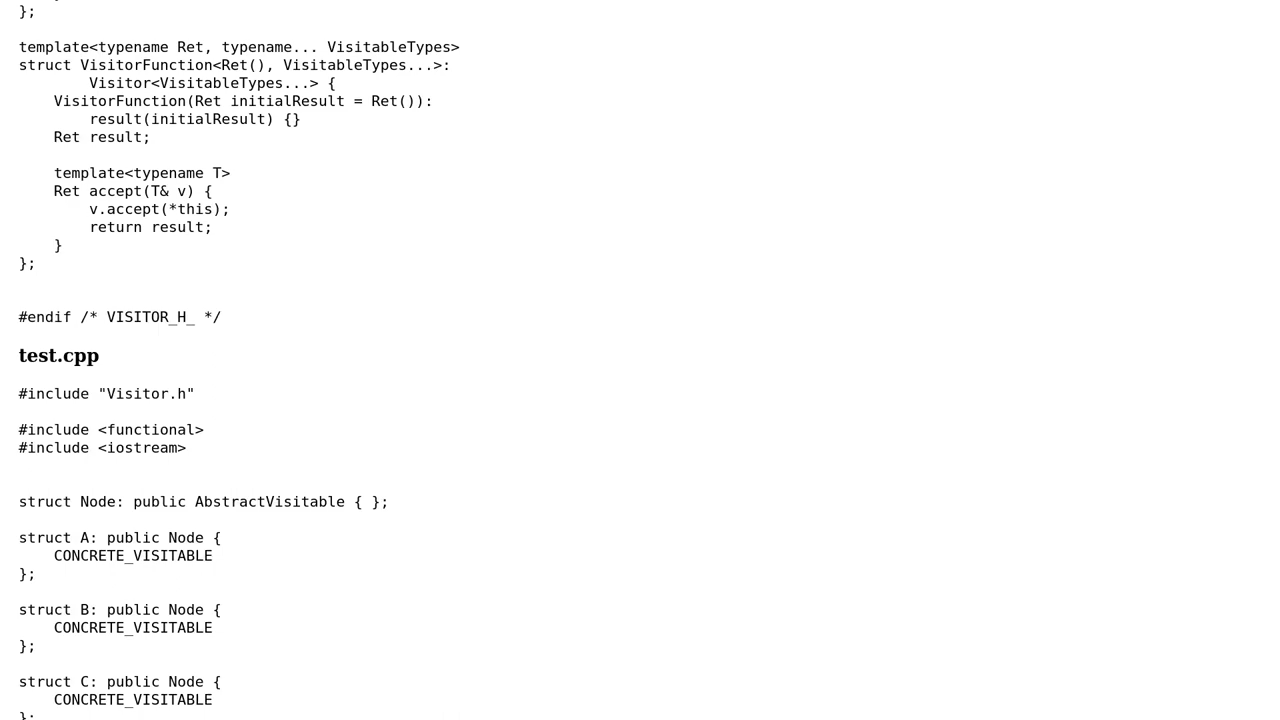 };
template<typename Ret, typename... VisitableTypes>
struct VisitorFunction<Ret(), VisitableTypes...>:
        Visitor<VisitableTypes...> {
    VisitorFunction(Ret initialResult = Ret()):
        result(initialResult) {}
    Ret result;
    template<typename T>
    Ret accept(T& v) {
        v.accept(*this);
        return result;
    }
};
#endif /* VISITOR_H_ */
test.cpp
#include "Visitor.h"
#include <functional>
#include <iostream>
struct Node: public AbstractVisitable { };
struct A: public Node {
    CONCRETE_VISITABLE
};
struct B: public Node {
    CONCRETE_VISITABLE
};
struct C: public Node {
    CONCRETE_VISITABLE
};